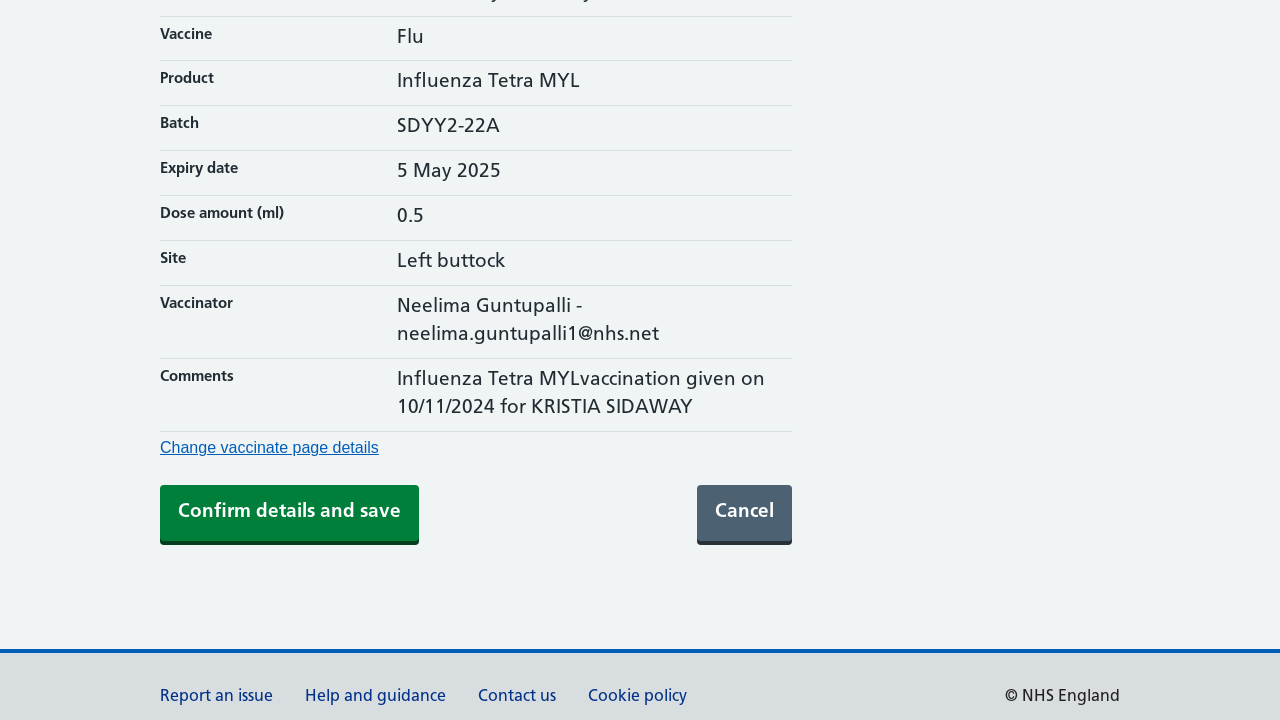 Vaccine
Flu
Product
Influenza Tetra MYL
Batch
SDYY2-22A
Expiry date
5 May 2025
Dose amount (ml)
0.5
Site
Left buttock
Vaccinator
Neelima Guntupalli -
neelima.guntupalli1@nhs.net
Comments
Influenza Tetra MYLvaccination given on
10/11/2024 for KRISTIA SIDAWAY
Change vaccinate page details
Confirm details and save
Cancel
Report an issue
Help and guidance
Contact us
Cookie policy
© NHS England